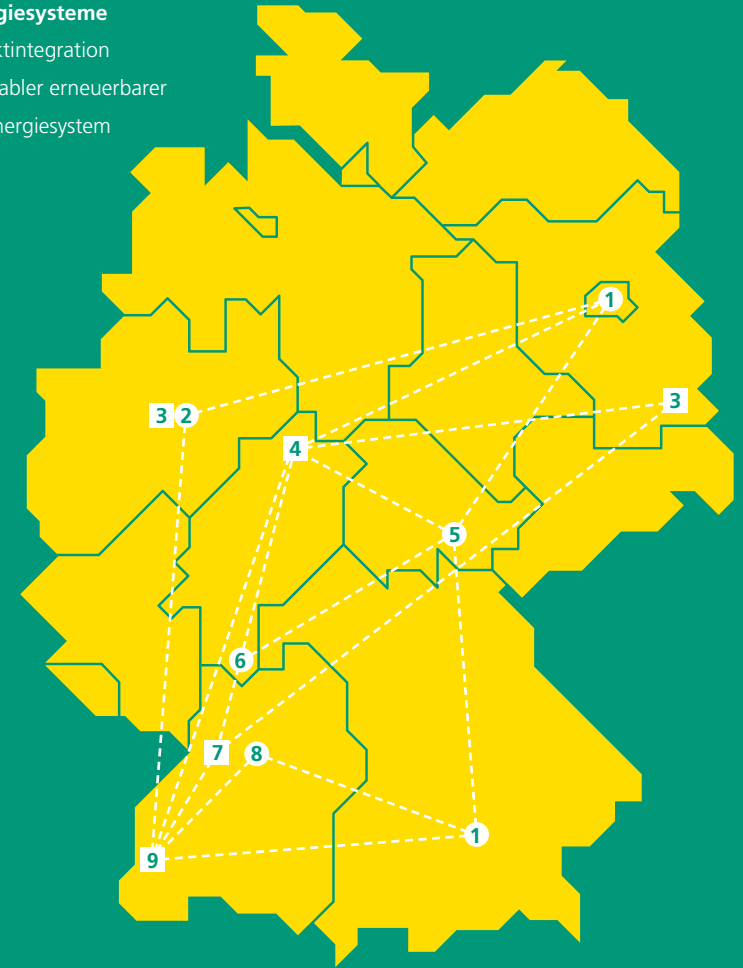 giesysteme
ktintegration
abler erneuerbarer
nergiesystem
1
3 2
3
4
5
6
7 8
1
9